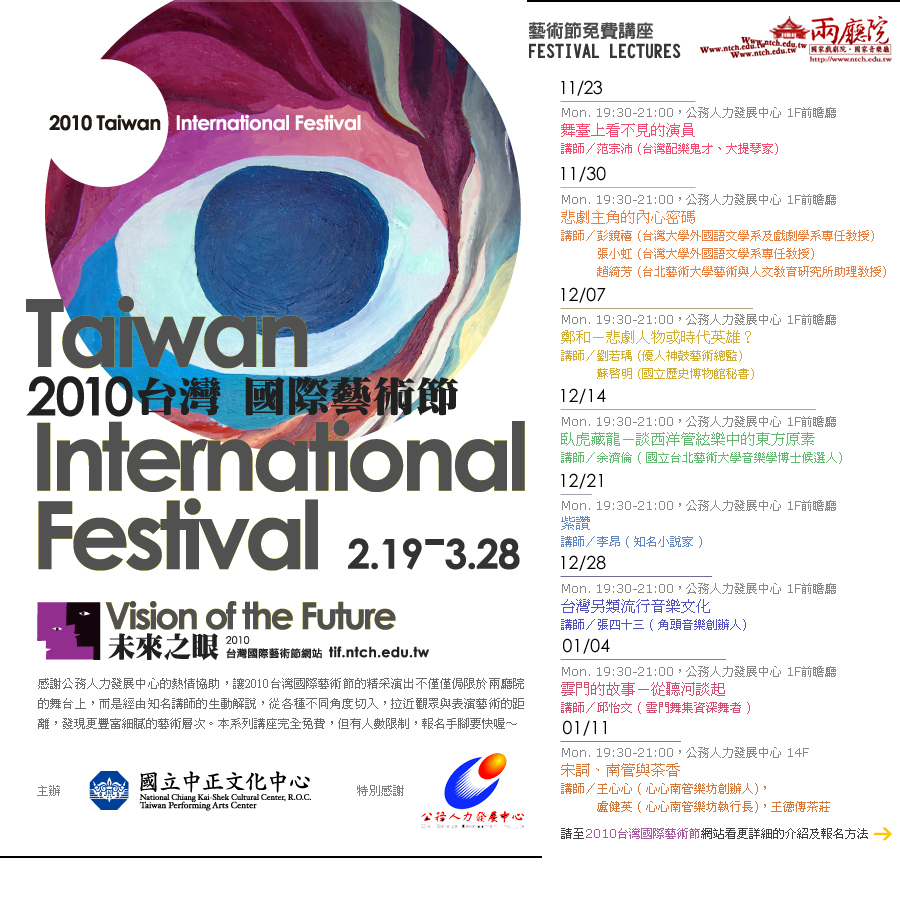 2010 Taiwan International Festival
Taiwan
2010台灣 國際藝術節
International
Festival 2.19-3.28
Vision of the Future
未來之眼 2010
台灣國際藝術節網站 tif.ntch.edu.tw
感謝公務人力發展中心的熱情協助，讓2010台灣國際藝術節的精采演出不僅僅侷限於兩廳院
的舞台上，而是經由知名講師的生動解說，從各種不同角度切入，拉近觀眾與表演藝術的距
離，發現更豐富細膩的藝術層次。本系列講座完全免費，但有人數限制，報名手腳要快喔～
主辦
國立中正文化中心
National Chiang Kai-Shek Cultural Center, R.O.C.
Taiwan Performing Arts Center
特別感謝
公務人力發展中心
藝術節免費講座
FESTIVAL LECTURES
Www.ntch.edu.tw
Www.ntch.edu.tw
Www.ntch.edu.tw
兩廳院
國家戲劇院・國家音樂廳
http://www.ntch.edu.tw
11/23
Mon. 19:30-21:00，公務人力發展中心 1F前瞻廳
舞臺上看不見的演員
講師／范宗沛 (台灣配樂鬼才、大提琴家)
11/30
Mon. 19:30-21:00，公務人力發展中心 1F前瞻廳
悲劇主角的內心密碼
講師／彭鏡禧 (台灣大學外國語文學系及戲劇學系專任教授)
張小虹 (台灣大學外國語文學系專任教授)
趙綺芳 (台北藝術大學藝術與人文教育研究所助理教授)
12/07
Mon. 19:30-21:00，公務人力發展中心 1F前瞻廳
鄭和－悲劇人物或時代英雄？
講師／劉若瑀 (優人神鼓藝術總監)
蘇啓明 (國立歷史博物館秘書)
12/14
Mon. 19:30-21:00，公務人力發展中心 1F前瞻廳
臥虎藏龍－談西洋管絃樂中的東方原素
講師／余濟倫 ( 國立台北藝術大學音樂學博士候選人)
12/21
Mon. 19:30-21:00，公務人力發展中心 1F前瞻廳
紫讚
講師／李昂 ( 知名小說家 )
12/28
Mon. 19:30-21:00，公務人力發展中心 1F前瞻廳
台灣另類流行音樂文化
講師／張四十三 ( 角頭音樂創辦人)
01/04
Mon. 19:30-21:00，公務人力發展中心 1F前瞻廳
雲門的故事－從聽河談起
講師／邱怡文 ( 雲門舞集資深舞者 )
01/11
Mon. 19:30-21:00，公務人力發展中心 14F
宋詞、南管與茶香
講師／王心心 ( 心心南管樂坊創辦人)，
盧健英 ( 心心南管樂坊執行長)，王德傳茶莊
請至2010台灣國際藝術節網站看更詳細的介紹及報名方法